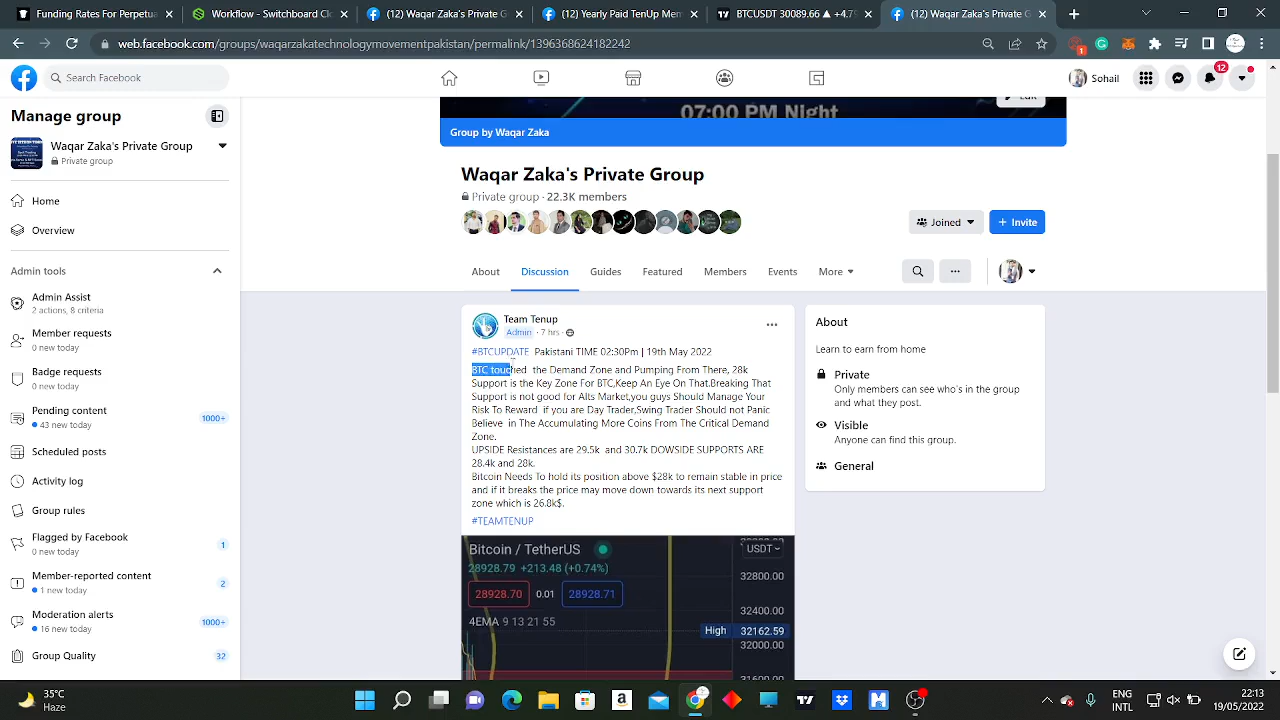 Fundur
Workflow - Switchboard Cl
(12) Waqar Zaka's Private G
(12) Yearly Paid Tenup Mem
BTCUSDT 30089.66 ▲ +4.79
(12) Waqar Zaka's Private G
web.facebook.com/groups/waqarzakatechnologymovementpakistan/permalink/1396368624182242
1
Search Facebook
Sohail
12
Manage group
Waqar Zaka's Private Group
Private group
Home
Overview
Admin tools
Admin Assist
2 actions, 8 criteria
Member requests
0 new today
Badge requests
0 new today
Pending content
43 new today
1000+
Scheduled posts
Activity log
Group rules
Flagged by Facebook
0 new today
1
Member-reported content
1 new today
2
Moderation alerts
16 new today
1000+
Group Quality
32
07:00 PM Night
Group by Waqar Zaka
Waqar Zaka's Private Group
Private group · 22.3K members
Joined
+ Invite
About
Discussion
Guides
Featured
Members
Events
More
Team Tenup
Admin · 7 hrs ·
#BTCUPDATE Pakistani TIME 02:30Pm | 19th May 2022
BTC touched the Demand Zone and Pumping From There, 28k
Support is the Key Zone For BTC,Keep An Eye On That.Breaking That
Support is not good for Alts Market,you guys Should Manage Your
Risk To Reward if you are Day Trader,Swing Trader Should not Panic
Believe in The Accumulating More Coins From The Critical Demand
Zone.
UPSIDE Resistances are 29.5k and 30.7k DOWSIDE SUPPORTS ARE
28.4k and 28k.
Bitcoin Needs To hold its position above $28k to remain stable in price
and if it breaks the price may move down towards its next support
zone which is 26.8k$.
#TEAMTENUP
Bitcoin / TetherUS
USDT
28928.79 +213.48 (+0.74%)
28928.70
0.01
28928.71
4EMA 9 13 21 55
32800.00
32400.00
High 32162.59
32000.00
31600.00
About
Learn to earn from home
Private
Only members can see who's in the group
and what they post.
Visible
Anyone can find this group.
General
35°C
Haze
ENG
INTL
22:13
19/05/2022